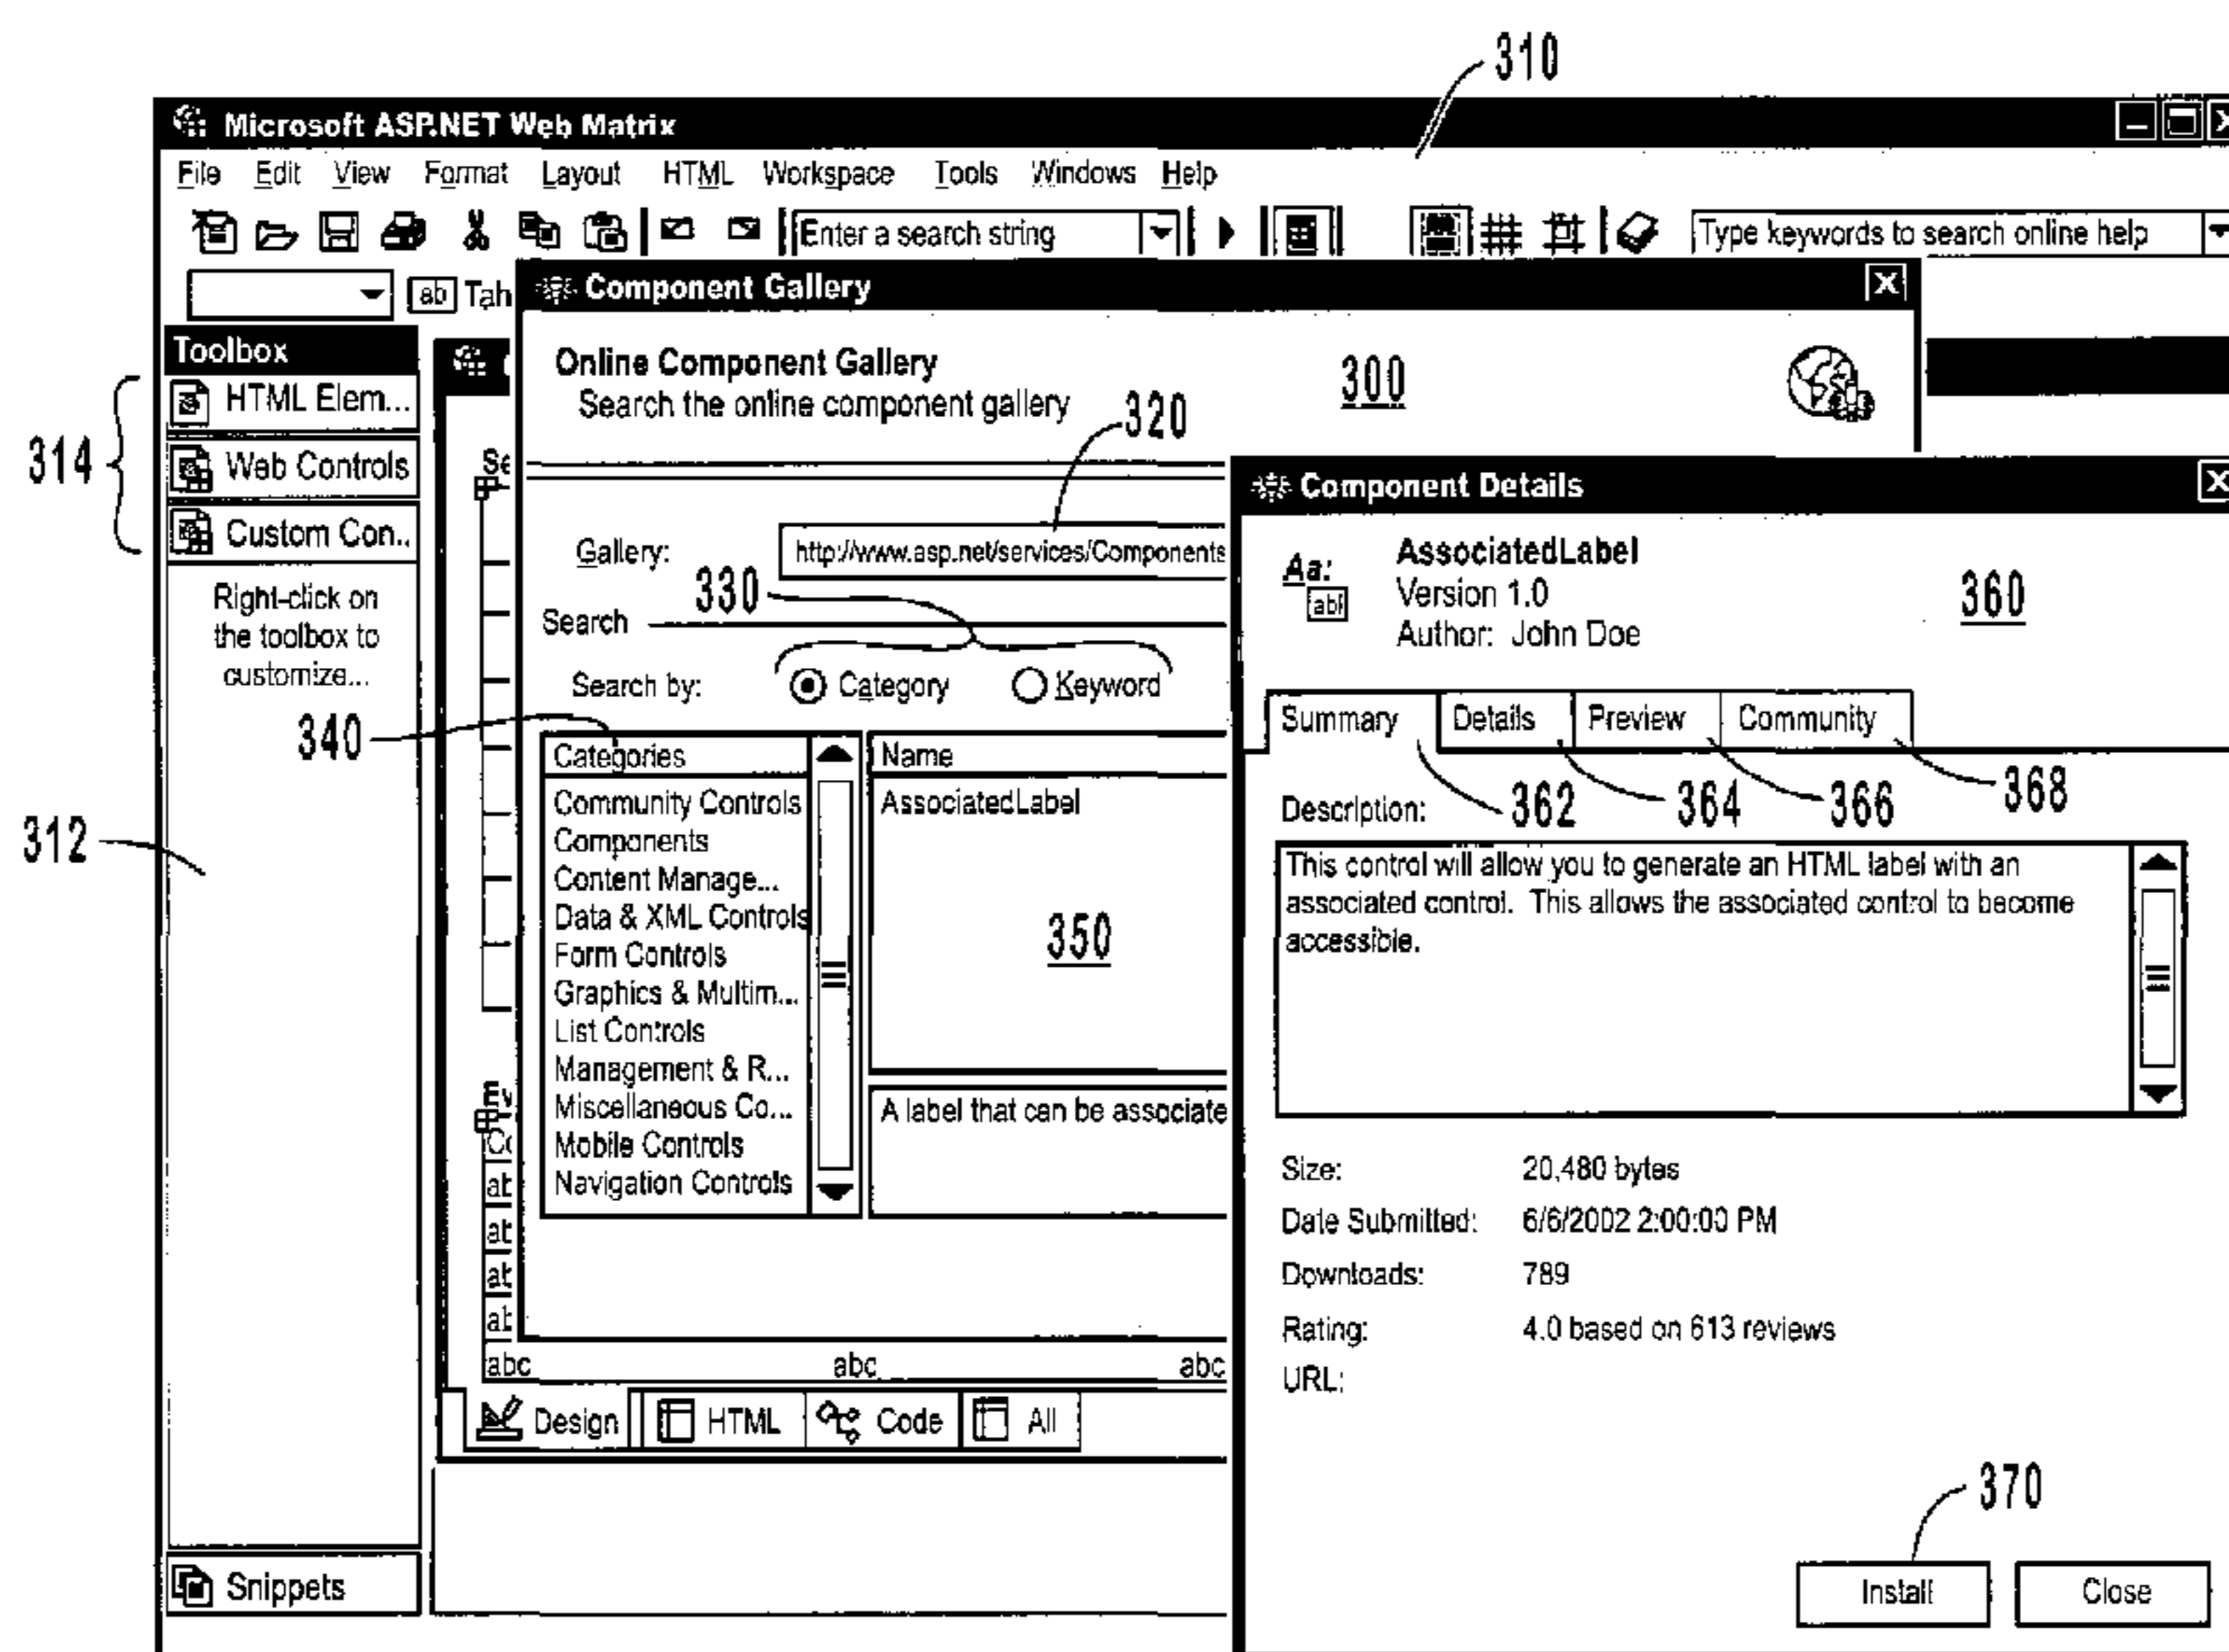 310
Microsoft ASP.NET Web Matrix
File Edit View Format Layout HTML Workspace Tools Windows Help
Enter a search string
Type keywords to search online help
ab Tah
Component Gallery
Toolbox
HTML Elem...
Web Controls
Custom Con..
314
Right-click on
the toolbox to
customize...
312
Snippets
Online Component Gallery
Search the online component gallery
300
320
Gallery: http://www.asp.net/services/Components
330
Search
Search by: Category Keyword
340
Categories
Community Controls
Components
Content Manage...
Data & XML Controls
Form Controls
Graphics & Multim...
List Controls
Management & R...
Miscellaneous Co...
Mobile Controls
Navigation Controls
Name
AssociatedLabel
350
A label that can be associate
abc abc abc
Design HTML Code All
Component Details
Aa:
abl
AssociatedLabel
Version 1.0
Author: John Doe
360
Summary Details Preview Community
362 364 366 368
Description:
This control will allow you to generate an HTML label with an
associated control. This allows the associated control to become
accessible.
Size: 20,480 bytes
Date Submitted: 6/6/2002 2:00:00 PM
Downloads: 789
Rating: 4.0 based on 613 reviews
URL:
370
Install Close